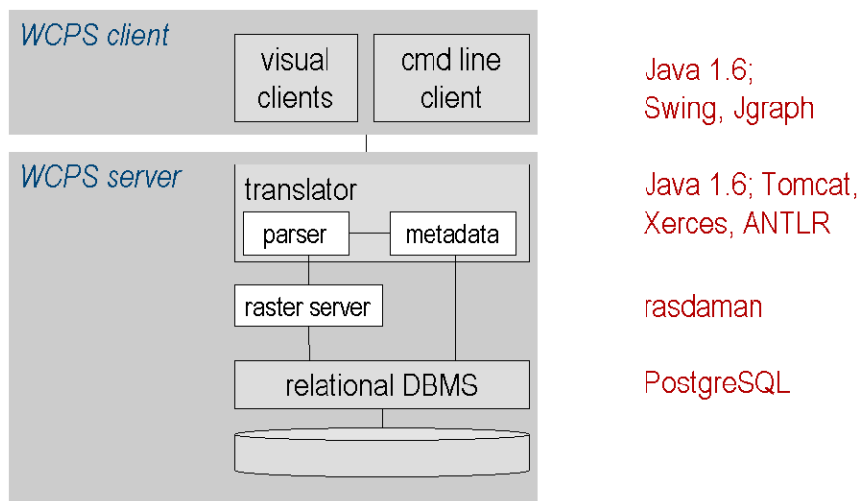 WCPS client
visual
clients
cmd line
client
Java 1.6;
Swing, Jgraph
WCPS server
translator
parser
metadata
Java 1.6; Tomcat,
Xerces, ANTLR
raster server
rasdaman
relational DBMS
PostgreSQL